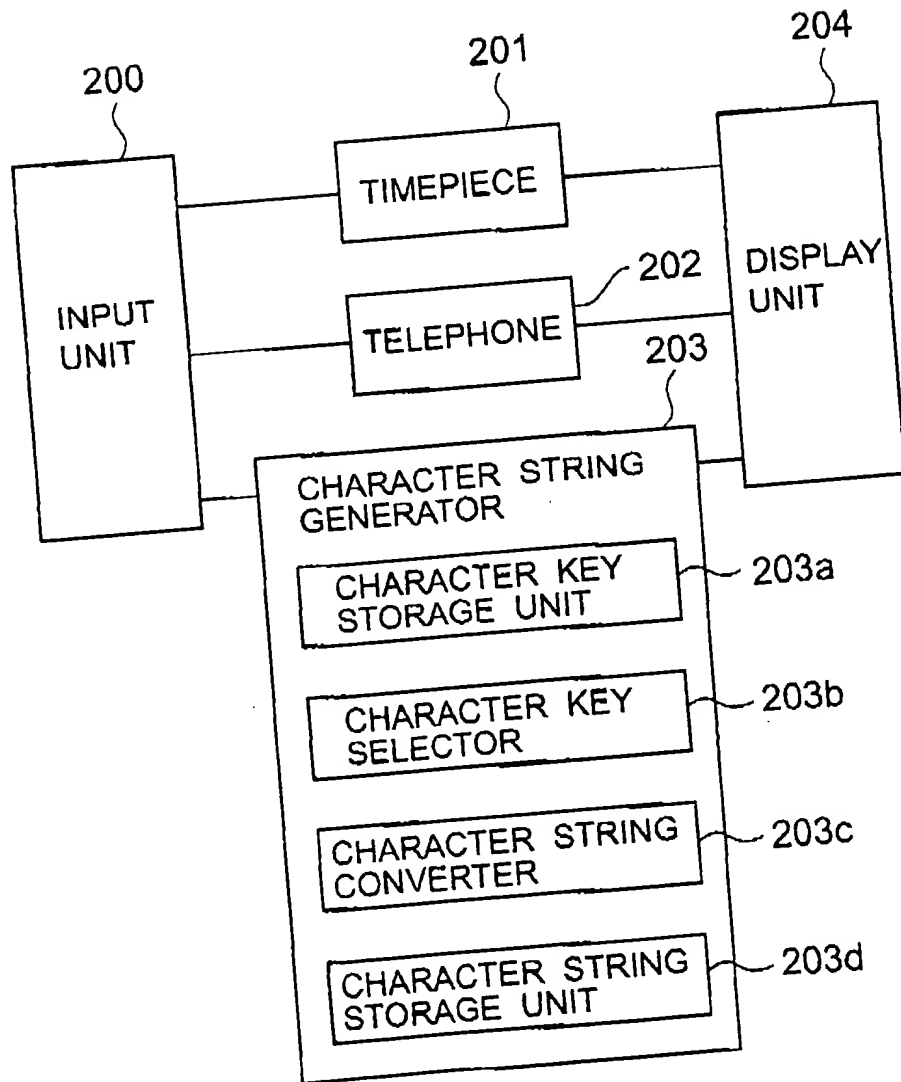 200
201
204
TIMEPIECE
INPUT
UNIT
DISPLAY
UNIT
202
TELEPHONE
203
CHARACTER STRING
GENERATOR
CHARACTER KEY
STORAGE UNIT
203a
CHARACTER KEY
SELECTOR
203b
CHARACTER STRING
CONVERTER
203c
CHARACTER STRING
STORAGE UNIT
203d